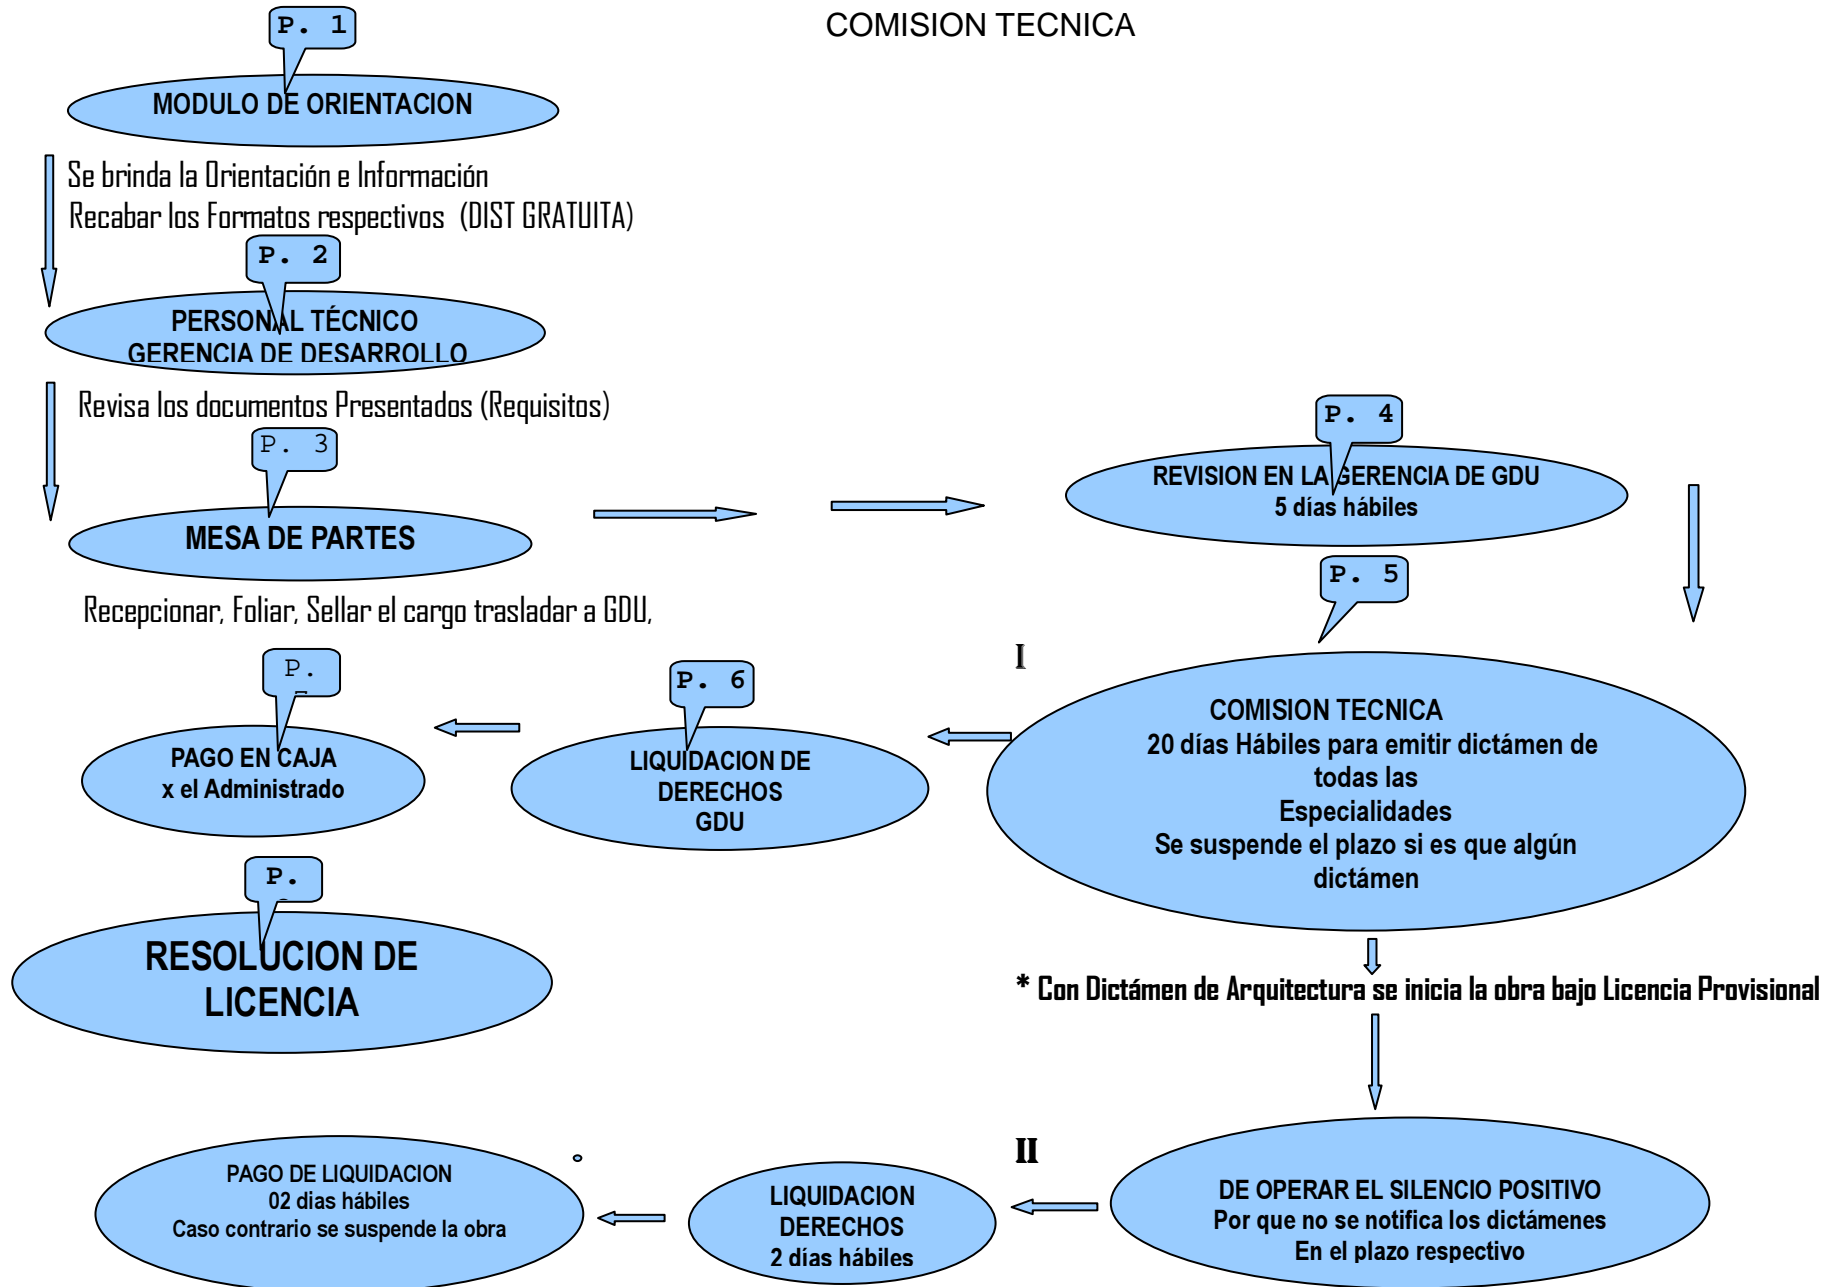 COMISION TECNICA
P. 1
MODULO DE ORIENTACION
Se brinda la Orientación e Información
Recabar los Formatos respectivos (DIST GRATUITA)
P. 2
PERSONAL TÉCNICO
GERENCIA DE DESARROLLO
Revisa los documentos Presentados (Requisitos)
P. 3
MESA DE PARTES
Recepcionar, Foliar, Sellar el cargo trasladar a GDU,
P. 4
REVISION EN LA GERENCIA DE GDU
5 días hábiles
P. 5
I
COMISION TECNICA
20 días Hábiles para emitir dictámen de
todas las
Especialidades
Se suspende el plazo si es que algún
dictámen
P. 6
LIQUIDACION DE
DERECHOS
GDU
P.
PAGO EN CAJA
x el Administrado
P.
RESOLUCION DE
LICENCIA
* Con Dictámen de Arquitectura se inicia la obra bajo Licencia Provisional
II
DE OPERAR EL SILENCIO POSITIVO
Por que no se notifica los dictámenes
En el plazo respectivo
LIQUIDACION
DERECHOS
2 días hábiles
PAGO DE LIQUIDACION
02 dias hábiles
Caso contrario se suspende la obra